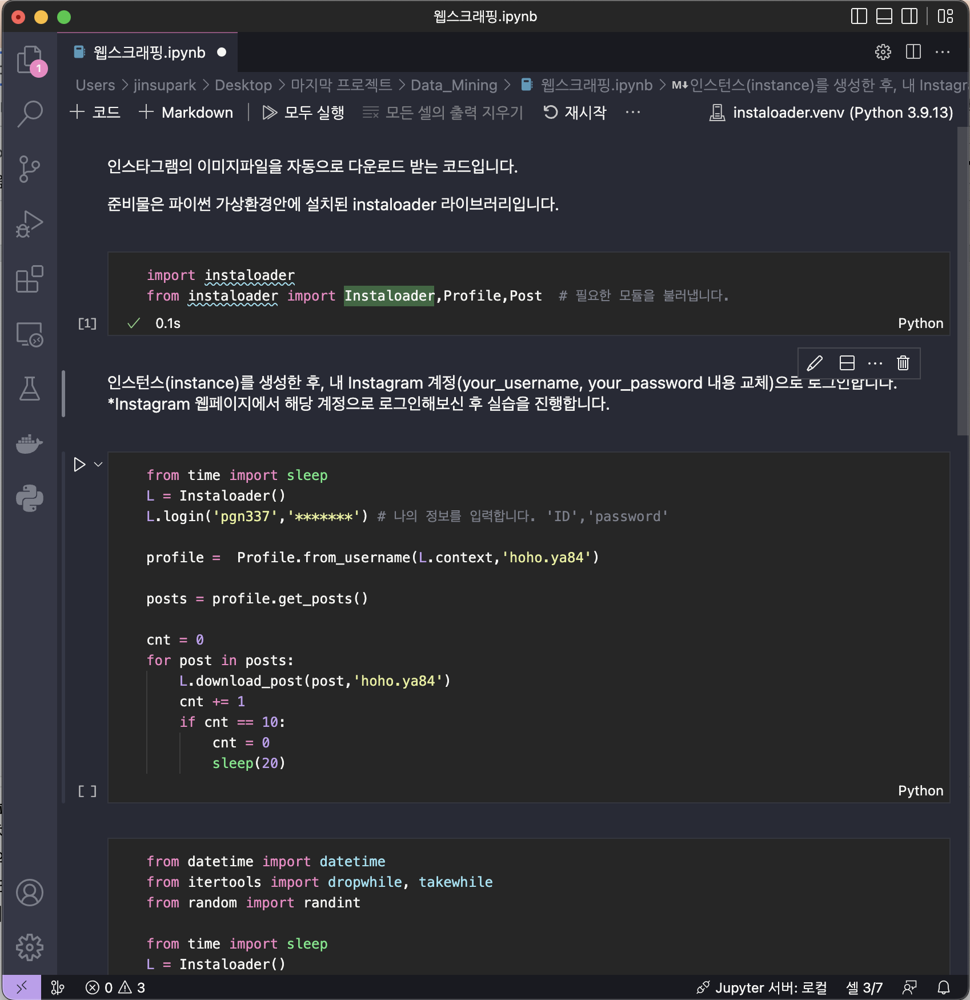 웹스크래핑.ipynb
웹스크래핑.ipynb
1
Users > jinsupark > Desktop > 마지막 프로젝트 > Data_Mining > 웹스크래핑.ipynb > M↓인스턴스(instance)를 생성한 후, 내 Instagr
+ 코드 + Markdown 모두 실행 모든 셀의 출력 지우기 재시작 ··· instaloader.venv (Python 3.9.13)
인스타그램의 이미지파일을 자동으로 다운로드 받는 코드입니다.
준비물은 파이썬 가상환경안에 설치된 instaloader 라이브러리입니다.
import instaloader
from instaloader import Instaloader,Profile,Post  # 필요한 모듈을 불러냅니다.
[1] ✓ 0.1s Python
인스턴스(instance)를 생성한 후, 내 Instagram 계정(your_username, your_password 내용 교체)으로 로그인합니다.
*Instagram 웹페이지에서 해당 계정으로 로그인해보신 후 실습을 진행합니다.
from time import sleep
L = Instaloader()
L.login('pgn337','*******') # 나의 정보를 입력합니다. 'ID','password'
profile =  Profile.from_username(L.context,'hoho.ya84')
posts = profile.get_posts()
cnt = 0
for post in posts:
    L.download_post(post,'hoho.ya84')
    cnt += 1
    if cnt == 10:
        cnt = 0
        sleep(20)
[ ] Python
from datetime import datetime
from itertools import dropwhile, takewhile
from random import randint
from time import sleep
L = Instaloader()
0 3 Jupyter 서버: 로컬 셀 3/7